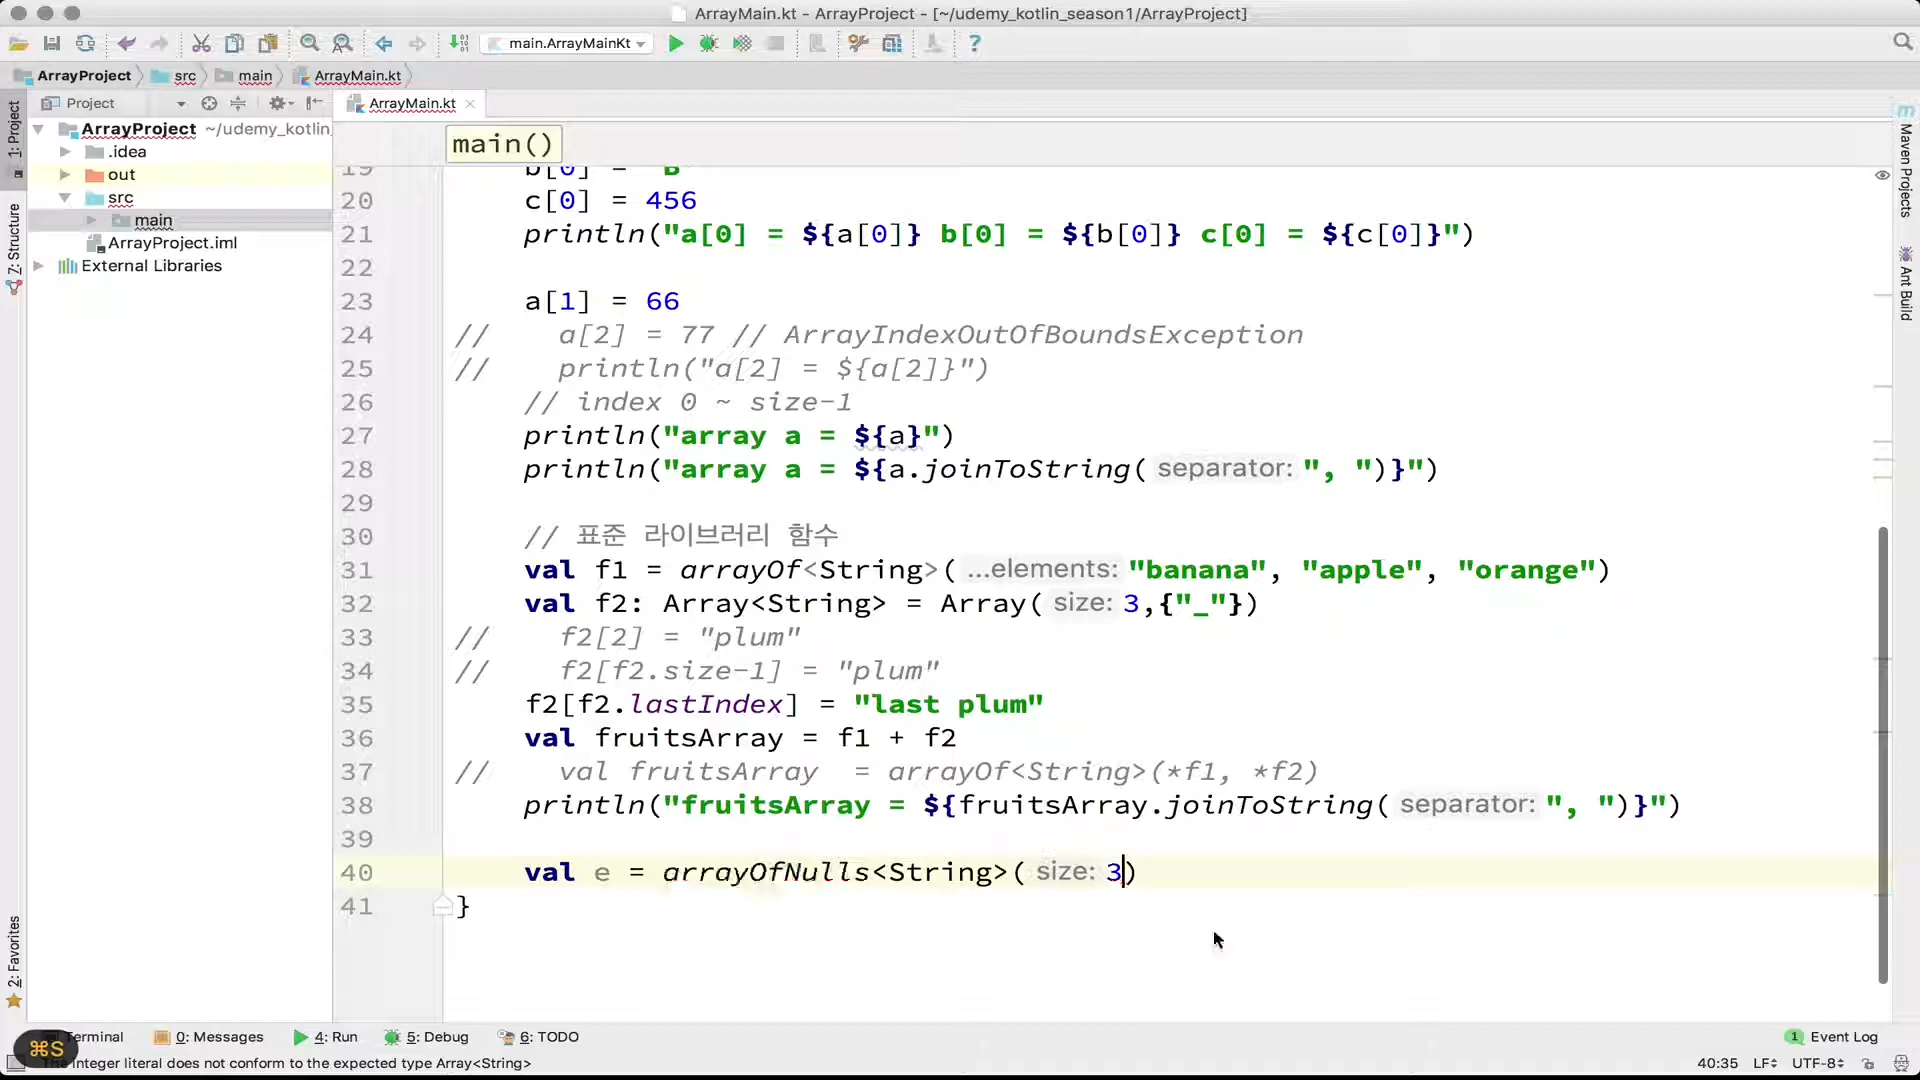 ArrayMain.kt - ArrayProject - [~/udemy_kotlin_season1/ArrayProject]
main.ArrayMainKt
ArrayProject src main ArrayMain.kt
1: Project
Project
ArrayMain.kt
ArrayProject ~/udemy_kotlin_
.idea
out
src
main
ArrayProject.iml
External Libraries
Z: Structure
2: Favorites
main()
19 b[0] = "B"
20 c[0] = 456
21 println("a[0] = ${a[0]} b[0] = ${b[0]} c[0] = ${c[0]}")
22
23 a[1] = 66
24 // a[2] = 77 // ArrayIndexOutOfBoundsException
25 // println("a[2] = ${a[2]}")
26 // index 0 ~ size-1
27 println("array a = ${a}")
28 println("array a = ${a.joinToString( separator: ", ")}")
29
30 // 표준 라이브러리 함수
31 val f1 = arrayOf<String>( ...elements: "banana", "apple", "orange")
32 val f2: Array<String> = Array( size: 3,{"_"})
33 // f2[2] = "plum"
34 // f2[f2.size-1] = "plum"
35 f2[f2.lastIndex] = "last plum"
36 val fruitsArray = f1 + f2
37 // val fruitsArray = arrayOf<String>(*f1, *f2)
38 println("fruitsArray = ${fruitsArray.joinToString( separator: ", ")}")
39
40 val e = arrayOfNulls<String>( size: 3)
41 }
m Maven Projects
Ant Build
Terminal 0: Messages 4: Run 5: Debug 6: TODO
1 Event Log
⌘S
The integer literal does not conform to the expected type Array<String>
40:35 LF UTF-8